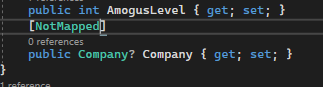 public int AmogusLevel { get; set; }
[NotMapped]
0 references
public Company? Company { get; set; }
}
1 reference